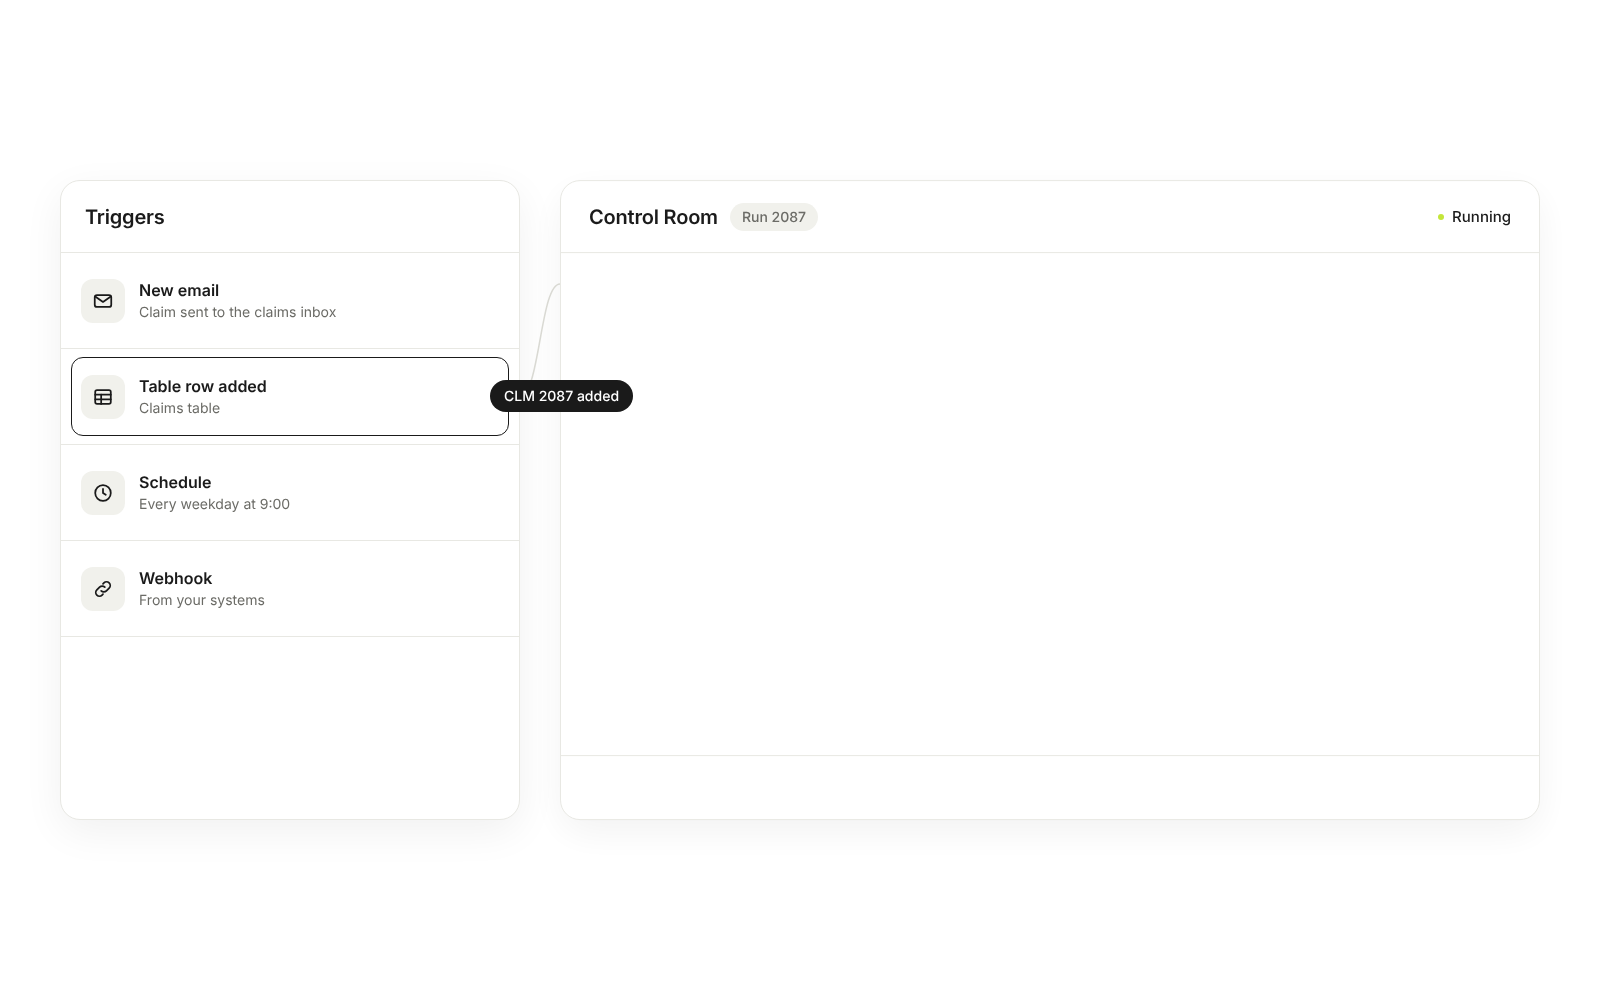 Triggers
New email
Claim sent to the claims inbox
Table row added
Claims table
Schedule
Every weekday at 9:00
Webhook
From your systems
CLM 2087 added
Control Room
Run 2087
Running